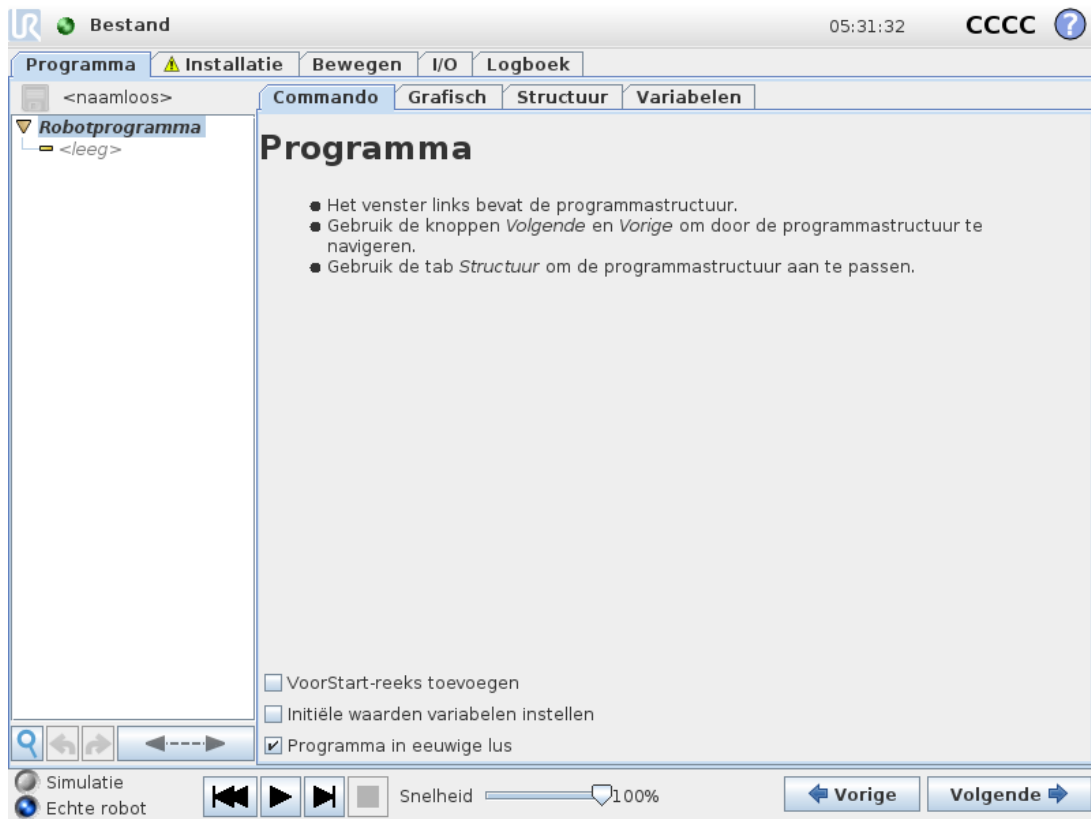 UR Bestand 05:31:32 CCCC ?
Programma Installatie Bewegen I/O Logboek
<naamloos>
Commando Grafisch Structuur Variabelen
Robotprogramma
<leeg>
Programma
Het venster links bevat de programmastructuur.
Gebruik de knoppen Volgende en Vorige om door de programmastructuur te
navigeren.
Gebruik de tab Structuur om de programmastructuur aan te passen.
VoorStart-reeks toevoegen
Initiële waarden variabelen instellen
Programma in eeuwige lus
Simulatie
Echte robot
Snelheid 100%
Vorige Volgende